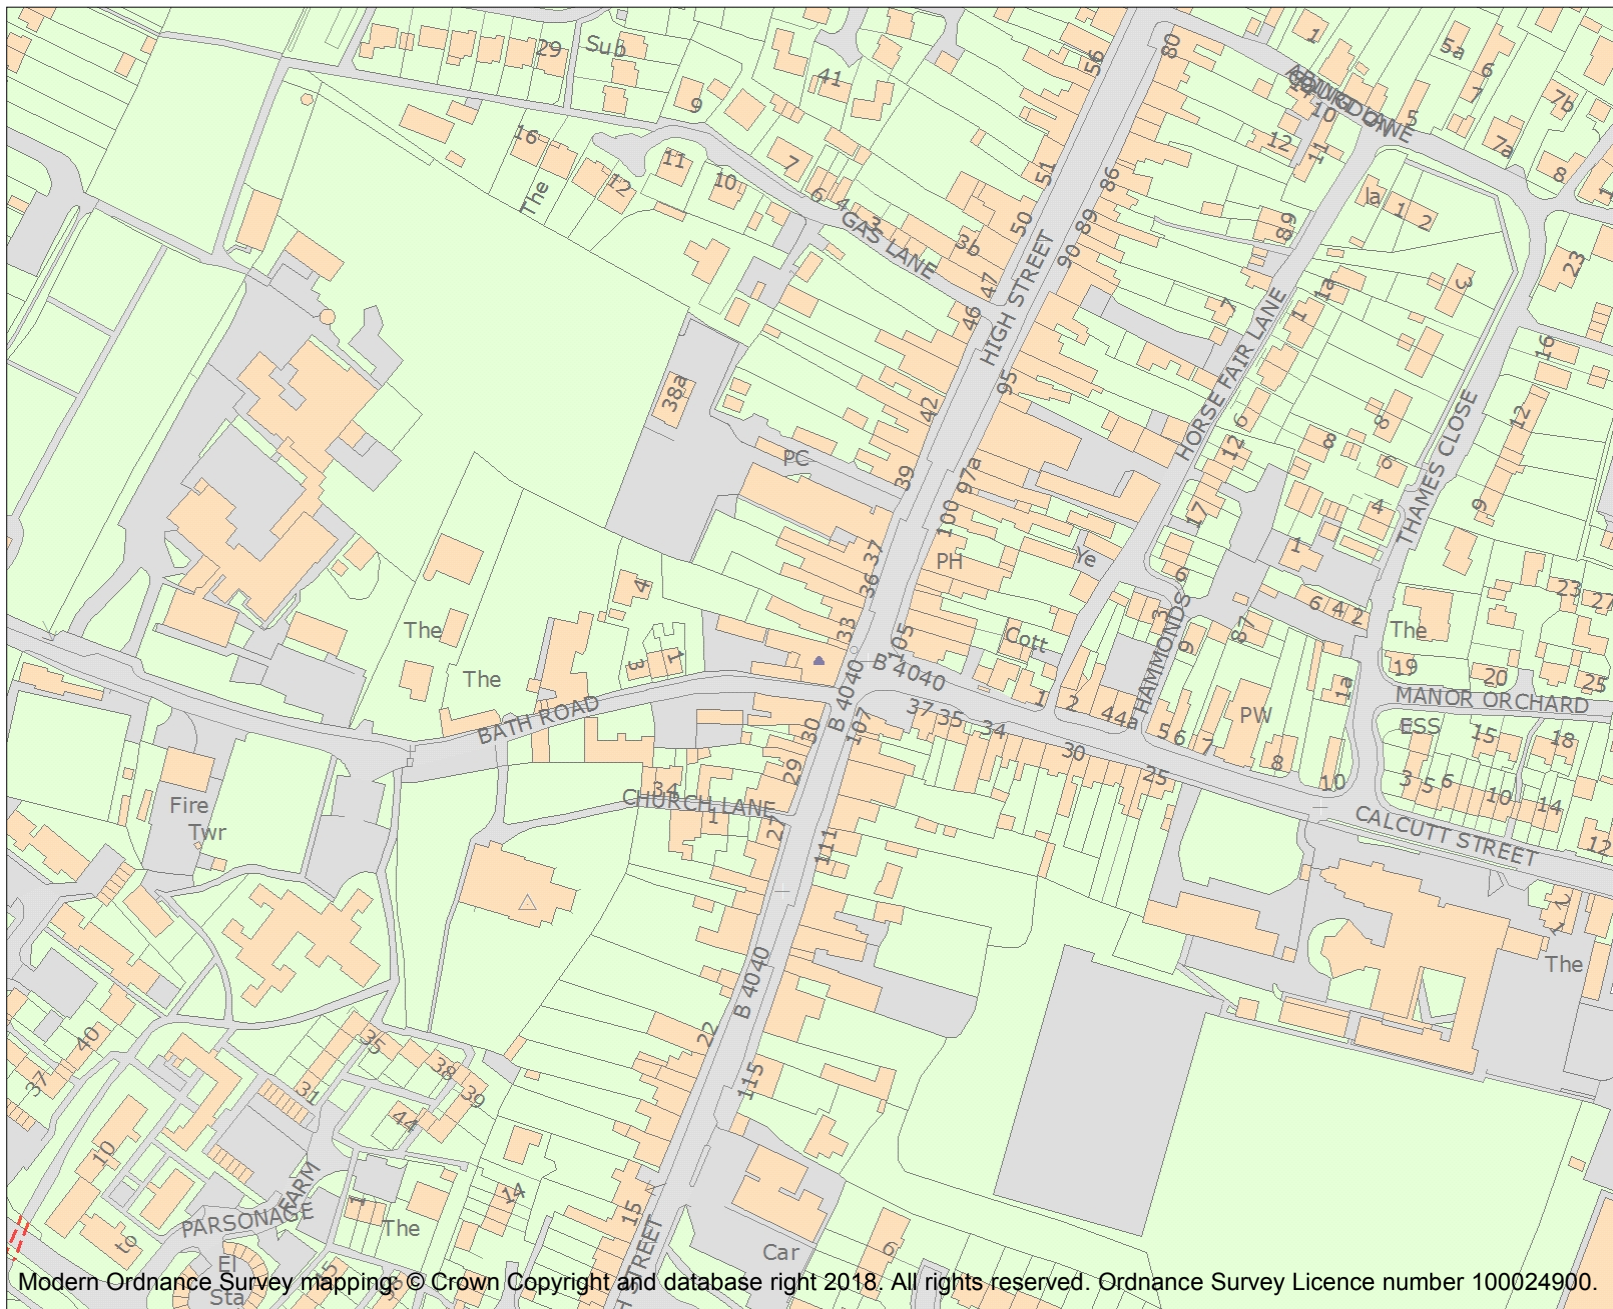 29
Sub
9
41
56
80
1
5a
6
7
7b
5
7a
8
10
12
11
16
The
12
11
10
7
6
4
3
GAS LANE
3b
51
50
86
89
90
47
46
HIGH STREET
89
la
1
2
23
3
7
1a
1
HORSE FAIR LANE
16
12
9
THAMES CLOSE
38a
42
95
39
97a
PC
100
PH
37
36
33
105
Ye
Cott
6
12
17
8
8
6
4
1
6
3
9
HAMMONDS
87
6
4
2
The
19
20
23
27
25
MANOR ORCHARD
The
The
4
3
1
BATH ROAD
B 4040
B 4040
30
107
37
35
34
30
25
1
2
44a
5
6
7
PW
8
1a
10
ESS
15
18
3
5
6
10
14
12
CALCUTT STREET
Fire
Twr
29
34
CHURCH LANE
1
27
111
2
1
The
B 4040
22
115
40
37
35
38
39
31
44
10
FARM
PARSONAGE
1
The
14
15
to
El
Sta
Car
6
Modern Ordnance Survey mapping: © Crown Copyright and database right 2018. All rights reserved. Ordnance Survey Licence number 100024900.